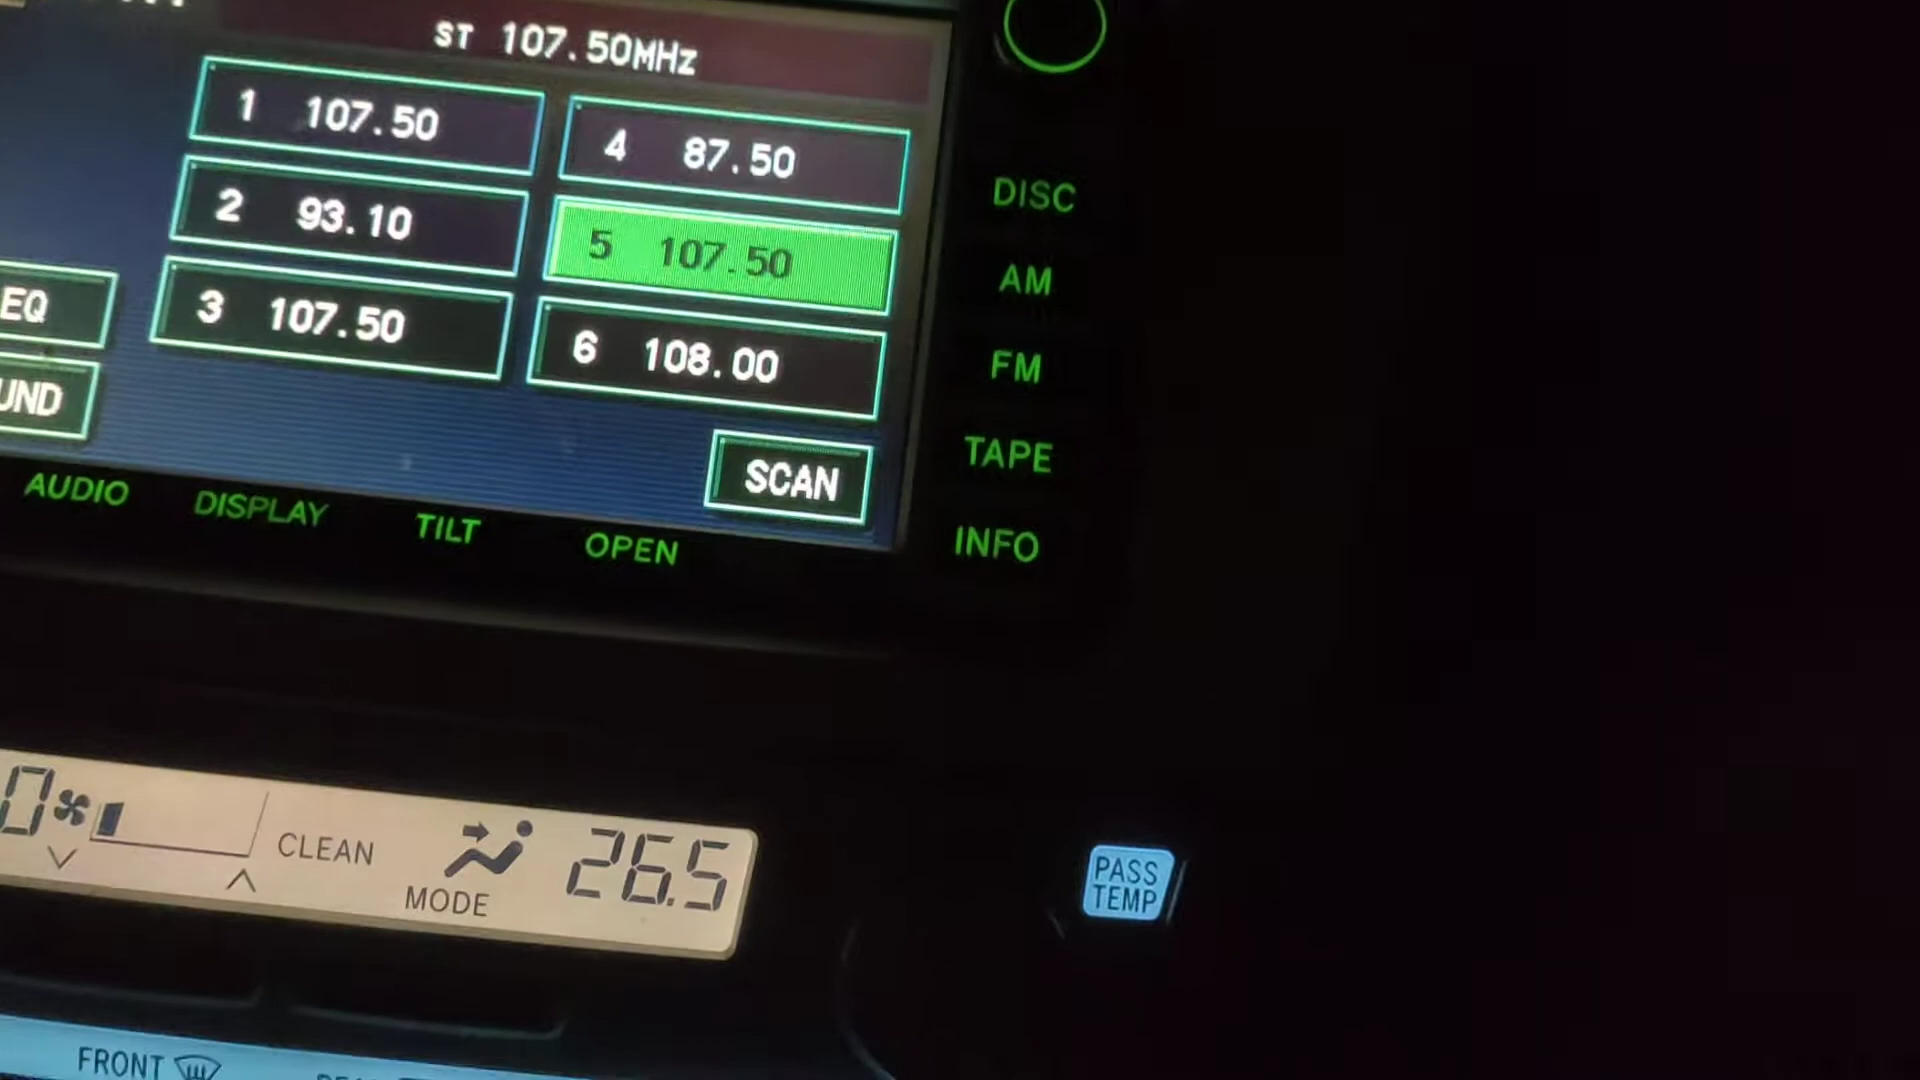 ST 107.50MHz
1 107.50
4 87.50
2 93.10
5 107.50
3 107.50
6 108.00
EQ
UND
SCAN
DISC
AM
FM
TAPE
INFO
AUDIO
DISPLAY
TILT
OPEN
0
CLEAN
MODE
26.5
PASS
TEMP
FRONT